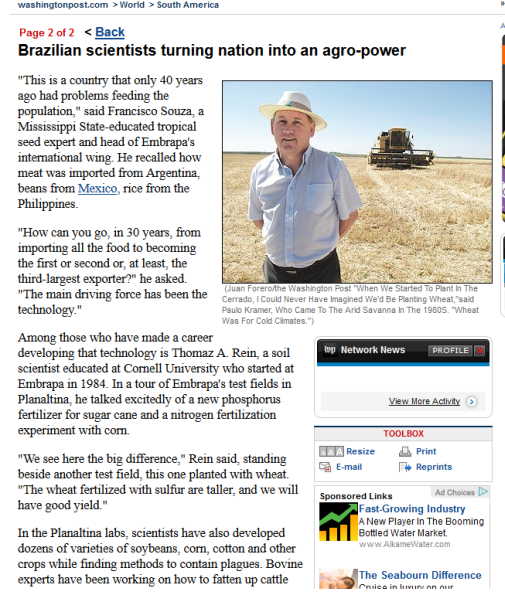 washingtonpost.com > World > South America
Page 2 of 2 < Back
Brazilian scientists turning nation into an agro-power
"This is a country that only 40 years
ago had problems feeding the
population," said Francisco Souza, a
Mississippi State-educated tropical
seed expert and head of Embrapa's
international wing. He recalled how
meat was imported from Argentina,
beans from Mexico, rice from the
Philippines.
"How can you go, in 30 years, from
importing all the food to becoming
the first or second or, at least, the
third-largest exporter?" he asked.
"The main driving force has been the
technology."
(Juan Forero/the Washington Post "When We Started To Plant In The
Cerrado, I Could Never Have Imagined We'd Be Planting Wheat,"said
Paulo Kramer, Who Came To The Arid Savanna In The 1980S. "Wheat
Was For Cold Climates.")
Among those who have made a career
developing that technology is Thomaz A. Rein, a soil
scientist educated at Cornell University who started at
Embrapa in 1984. In a tour of Embrapa's test fields in
Planaltina, he talked excitedly of a new phosphorus
fertilizer for sugar cane and a nitrogen fertilization
experiment with corn.
"We see here the big difference," Rein said, standing
beside another test field, this one planted with wheat.
"The wheat fertilized with sulfur are taller, and we will
have good yield."
In the Planaltina labs, scientists have also developed
dozens of varieties of soybeans, corn, cotton and other
crops while finding methods to contain plagues. Bovine
experts have been working on how to fatten up cattle
wp Network News PROFILE X
View More Activity
TOOLBOX
A A A Resize Print
E-mail Reprints
Sponsored Links Ad Choices
Fast-Growing Industry
A New Player In The Booming
Bottled Water Market.
www.AlkameWater.com
The Seabourn Difference
Cruise in luxury on our